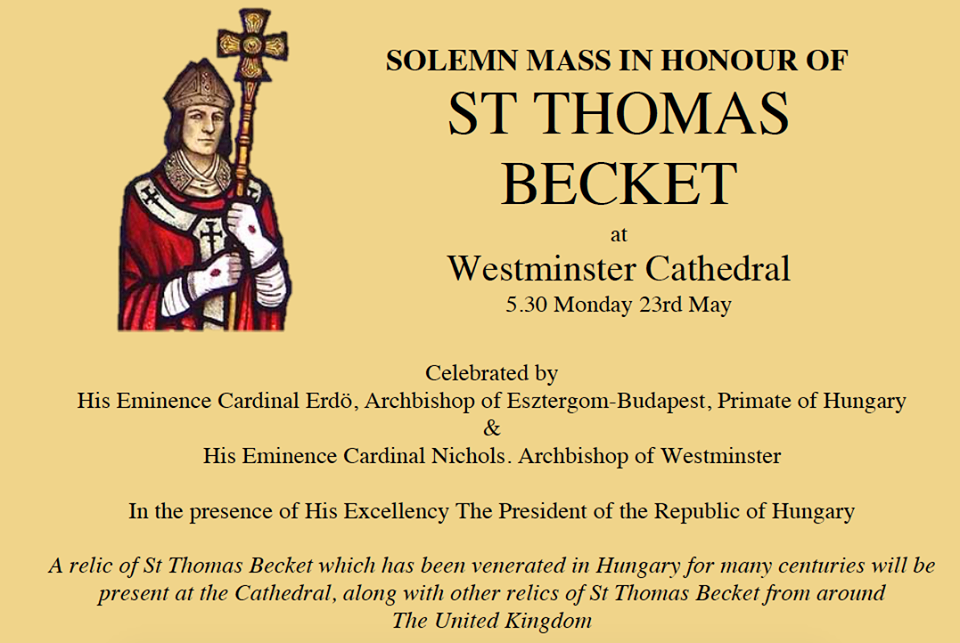 SOLEMN MASS IN HONOUR OF
ST THOMAS
BECKET
at
Westminster Cathedral
5.30 Monday 23rd May
Celebrated by
His Eminence Cardinal Erdö, Archbishop of Esztergom-Budapest, Primate of Hungary
&
His Eminence Cardinal Nichols. Archbishop of Westminster
In the presence of His Excellency The President of the Republic of Hungary
A relic of St Thomas Becket which has been venerated in Hungary for many centuries will be
present at the Cathedral, along with other relics of St Thomas Becket from around
The United Kingdom